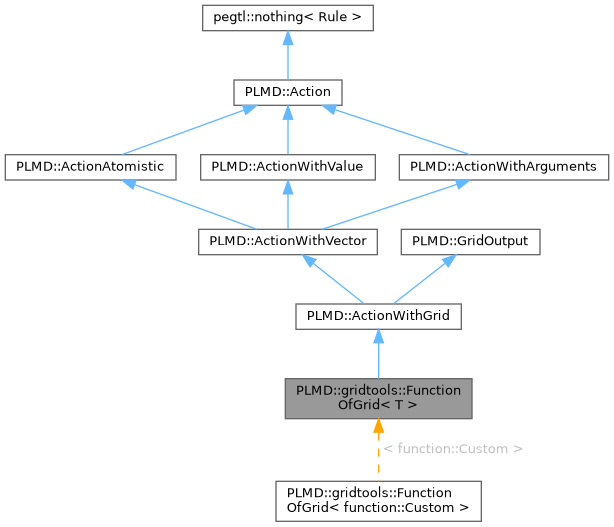 pegtl::nothing< Rule >
PLMD::Action
PLMD::ActionAtomistic
PLMD::ActionWithValue
PLMD::ActionWithArguments
PLMD::ActionWithVector
PLMD::GridOutput
PLMD::ActionWithGrid
PLMD::gridtools::Function
OfGrid< T >
< function::Custom >
PLMD::gridtools::Function
OfGrid< function::Custom >